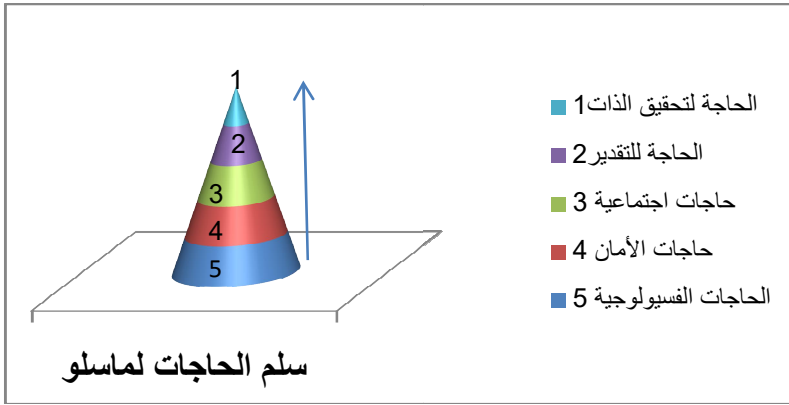 1
2
3
4
5
الحاجة لتحقيق الذات1
الحاجة للتقدير2
حاجات اجتماعية 3
حاجات الأمان 4
الحاجات الفسيولوجية 5
سلم الحاجات لماسلو